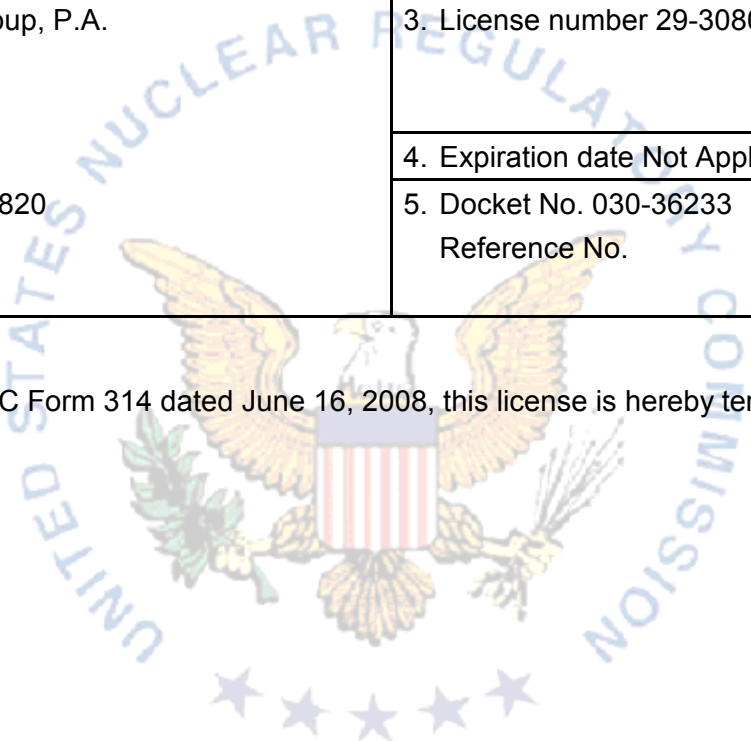 oup, P.A.
3. License number 29-3080
4. Expiration date Not Appl
820
5. Docket No. 030-36233
Reference No.
C Form 314 dated June 16, 2008, this license is hereby ter
UNITED STATES NUCLEAR REGULATORY COMMISSION